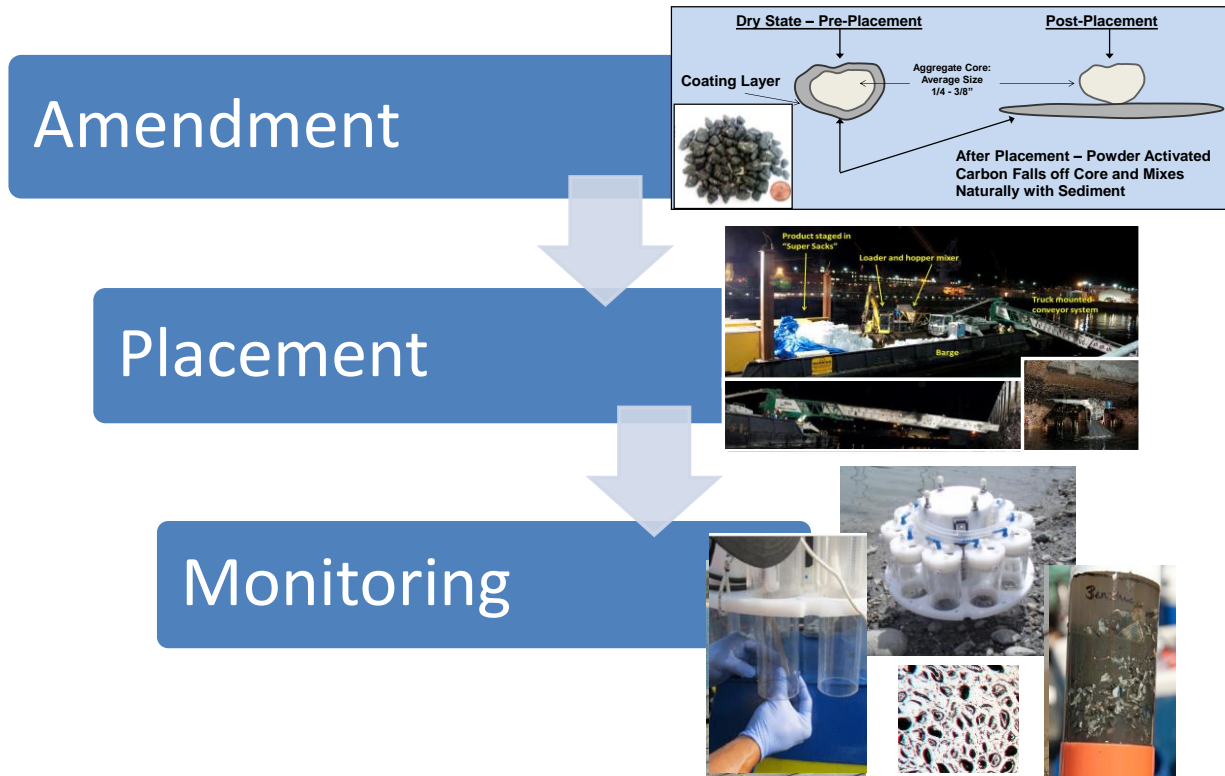 Dry State – Pre-Placement
Post-Placement
Coating Layer
Aggregate Core:
Average Size
1/4 - 3/8"
After Placement – Powder Activated
Carbon Falls off Core and Mixes
Naturally with Sediment
Amendment
Product staged in
"Super Sacks"
Loader and hopper mixer
Truck mounted
conveyor system
Barge
Placement
Monitoring